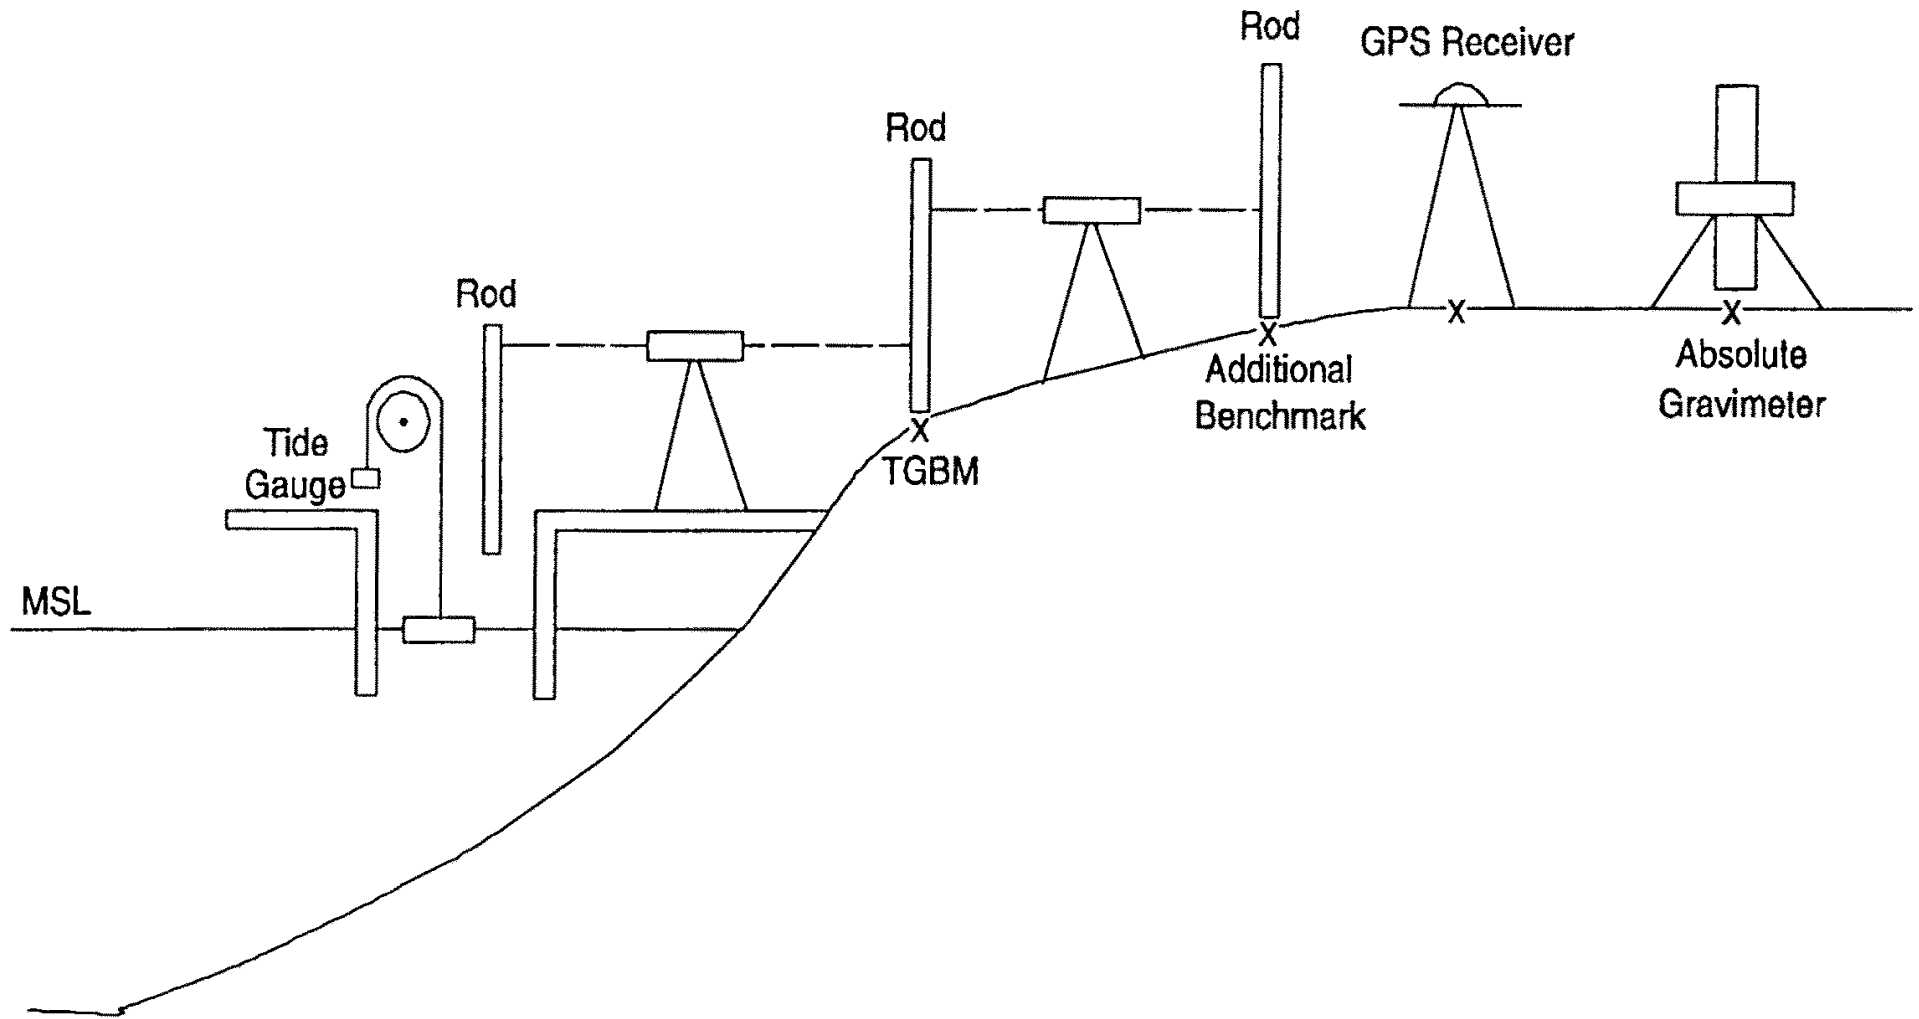 Rod
GPS Receiver
Rod
Rod
Tide
Gauge
TGBM
Additional
Benchmark
Absolute
Gravimeter
MSL
X
X
X
X